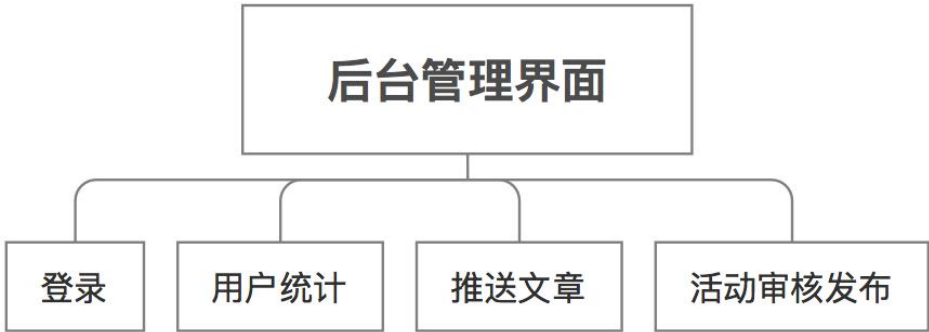 后台管理界面
登录
用户统计
推送文章
活动审核发布